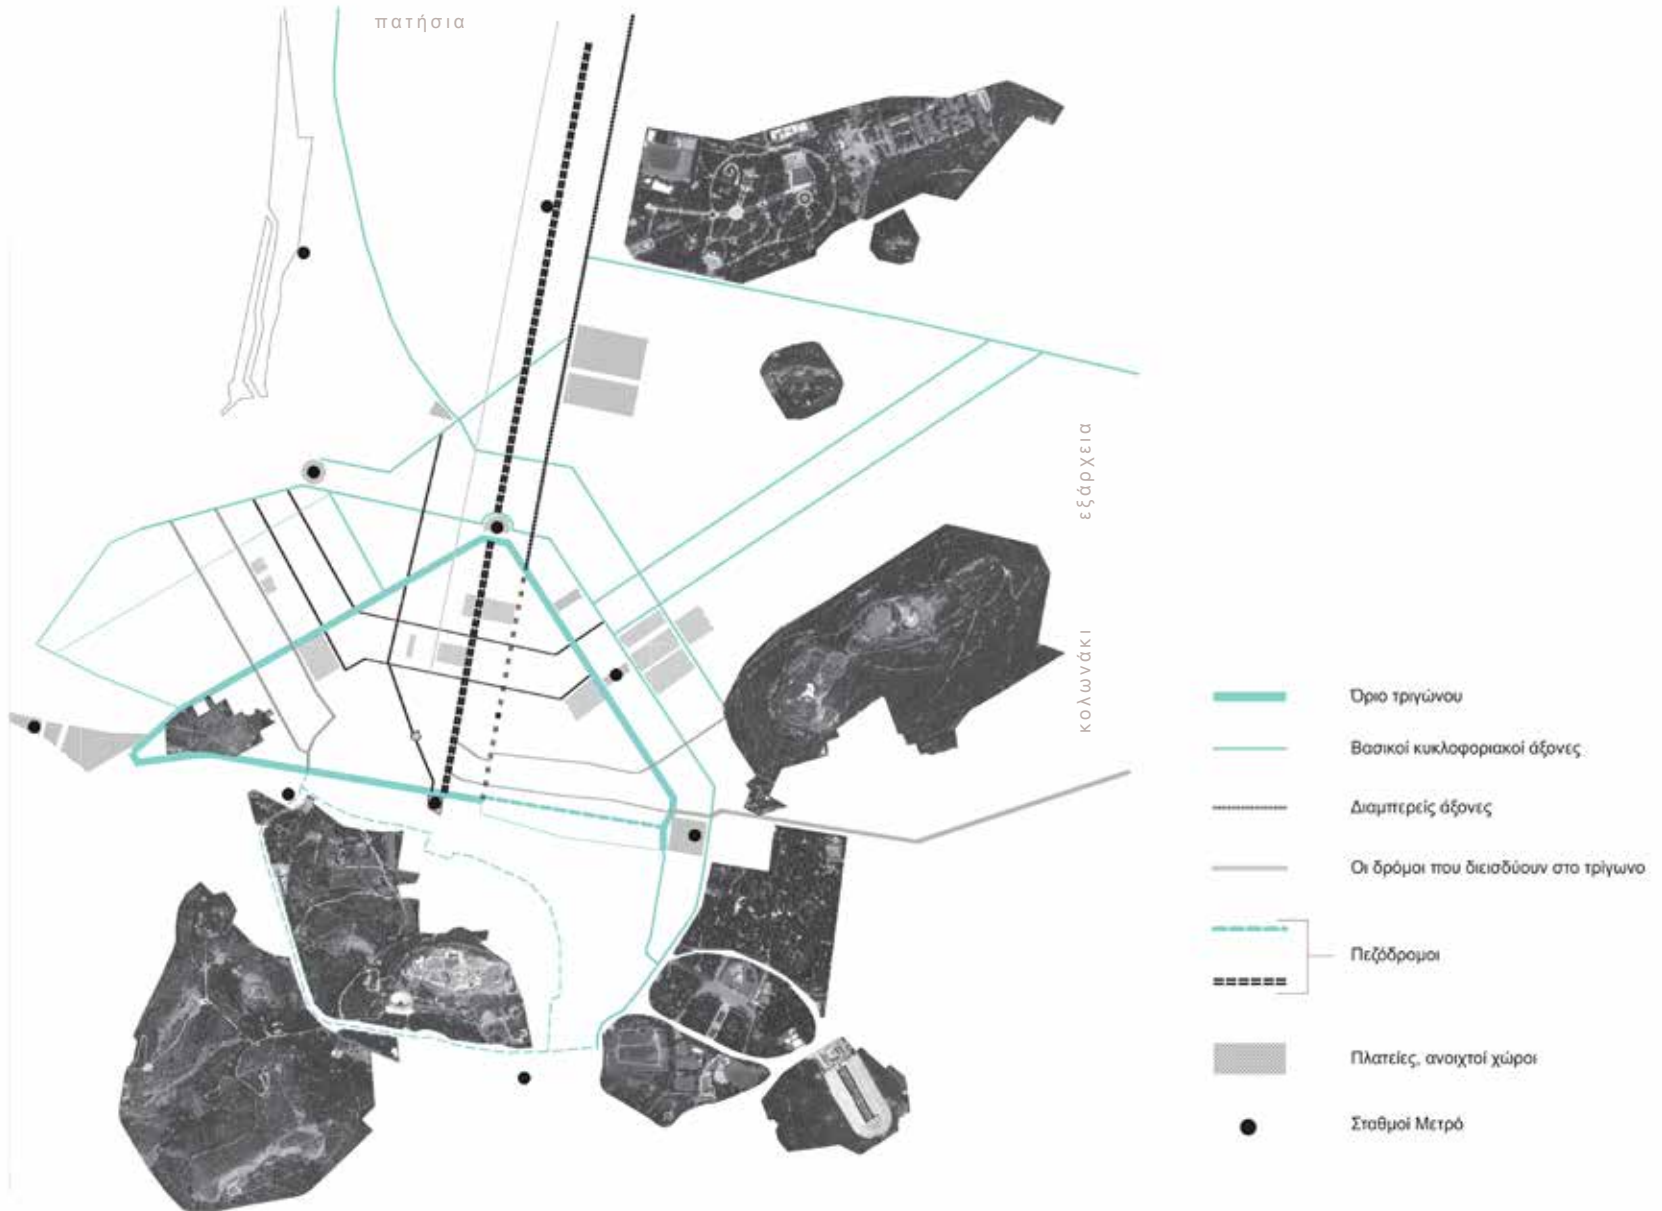 πατήσια
εξάρχεια
κολωνάκι
Όριο τριγώνου
Βασικοί κυκλοφοριακοί άξονες
Διαμπερείς άξονες
Οι δρόμοι που διεισδύουν στο τρίγωνο
Πεζόδρομοι
Πλατείες, ανοιχτοί χώροι
Σταθμοί Μετρό